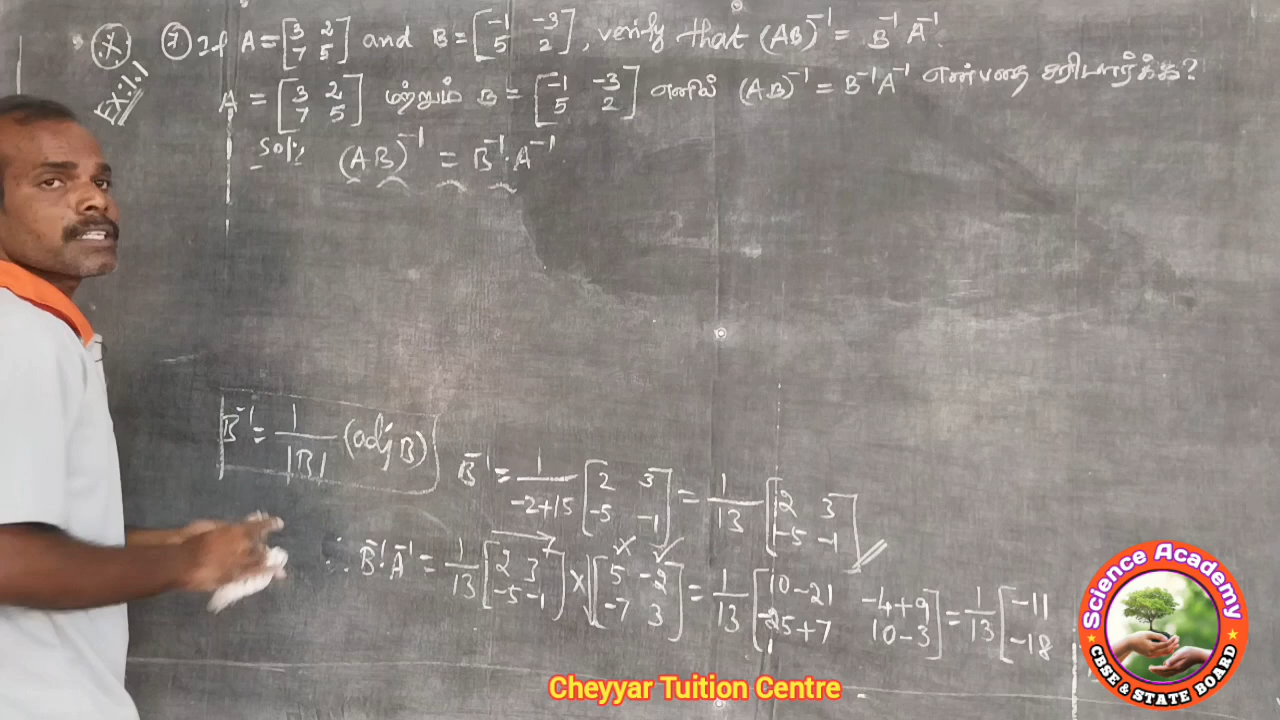 Ex:1.1
7 If A = [3 2 7 5] and B = [-1 -3 5 2], verify that (AB)⁻¹ = B⁻¹ A⁻¹.
A = [3 2 7 5] மற்றும் B = [-1 -3 5 2] எனில் (AB)⁻¹ = B⁻¹A⁻¹ என்பதை சரிபார்க்க?
Sol: (AB)⁻¹ = B⁻¹·A⁻¹
B⁻¹ = 1/|B| (adj B)
B⁻¹ = 1/-2+15 [2 3 -5 -1] = 1/13 [2 3 -5 -1]
∴ B⁻¹·A⁻¹ = 1/13 [2 3 -5 -1] × [5 -2 -7 3] = 1/13 [10-21 -4+9 -25+7 10-3] = 1/13 [-11 -18
Science Academy
CBSE & STATE BOARD
Cheyyar Tuition Centre